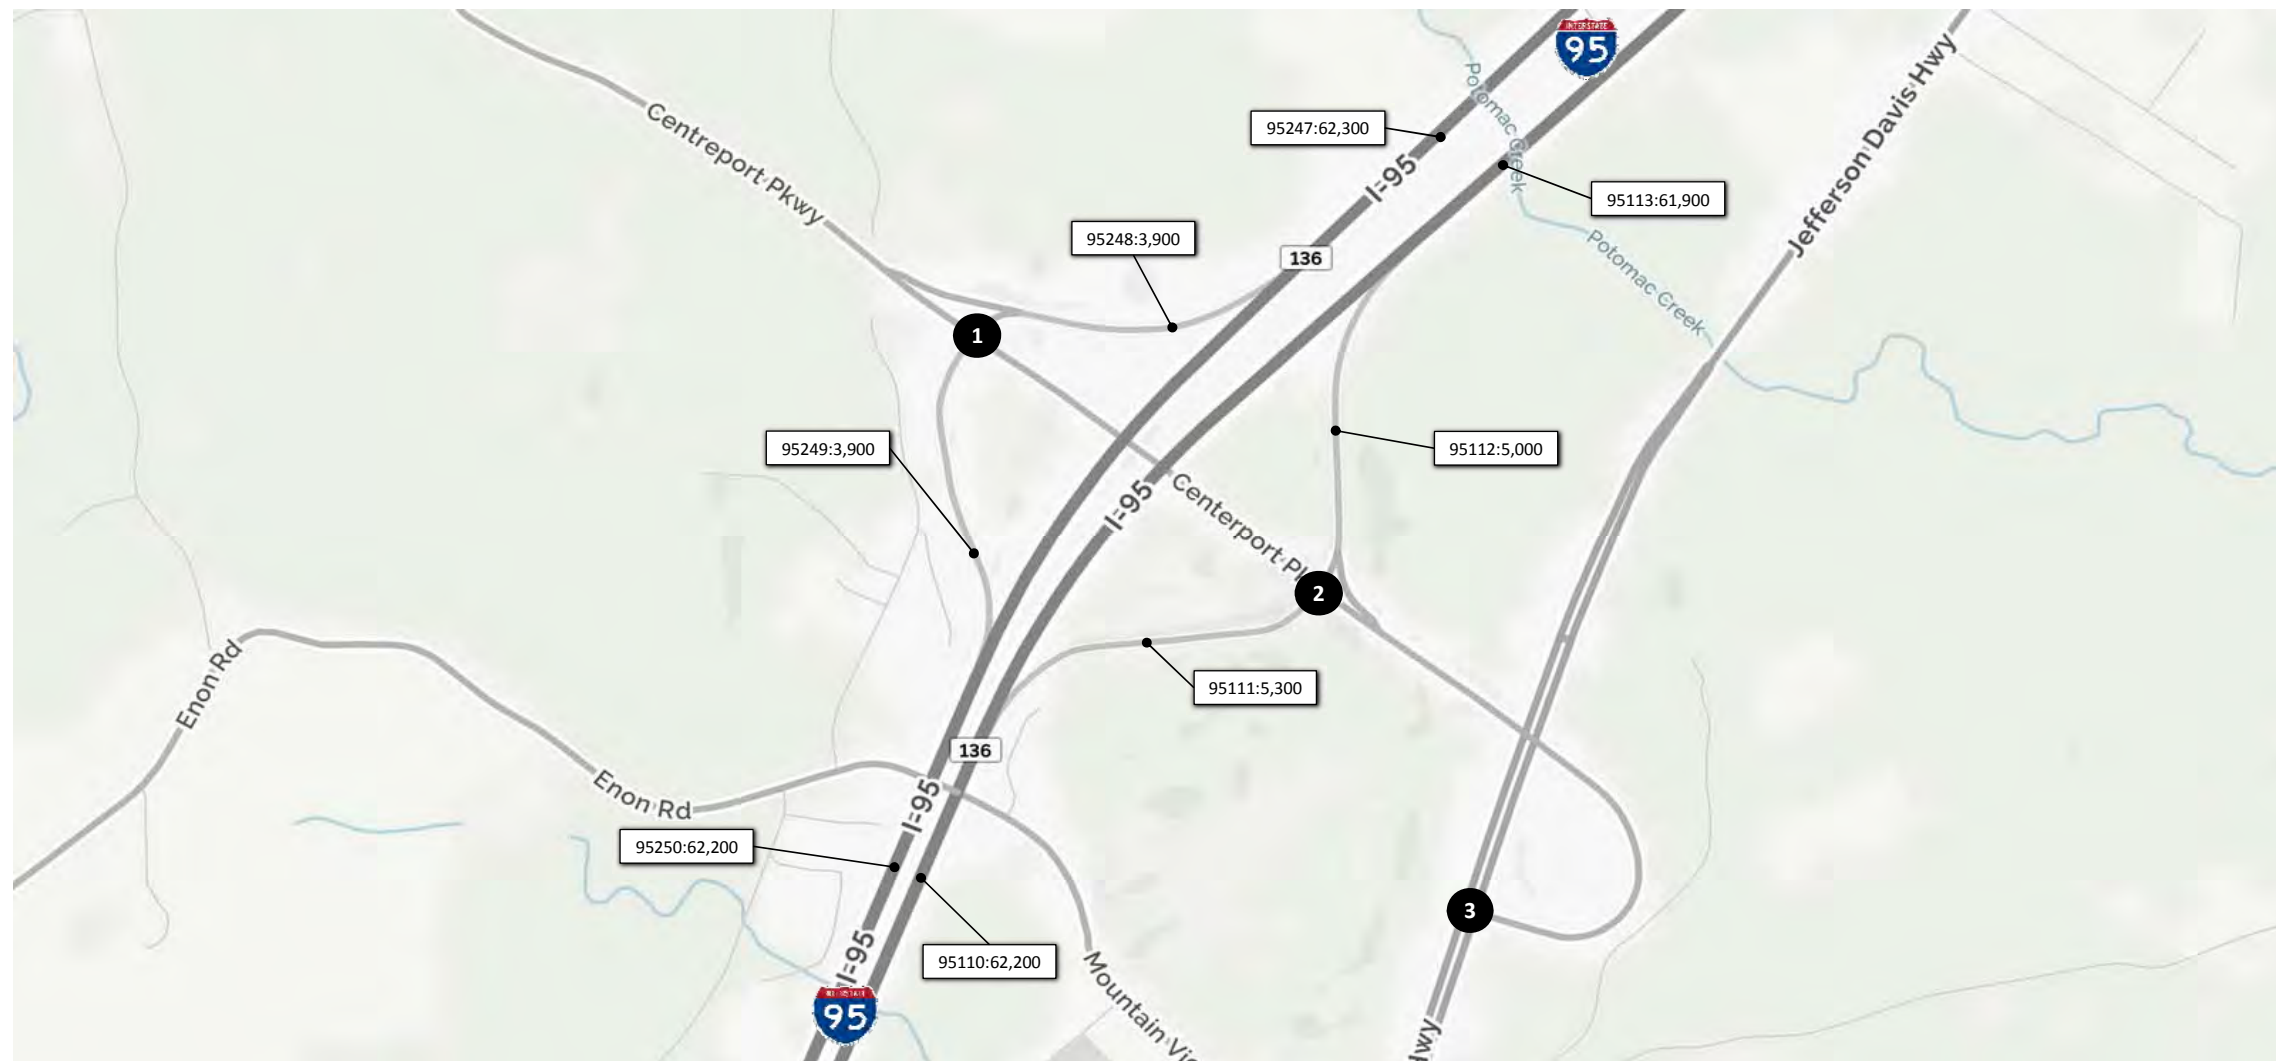 INTERSTATE
95
Centreport Pkwy
Potomac Creek
Jefferson Davis Hwy
95247:62,300
I-95
95113:61,900
95248:3,900
136
Potomac Creek
1
95249:3,900
95112:5,000
I-95
Centerport
2
95111:5,300
Enon Rd
136
Enon Rd
I-95
95250:62,200
3
95110:62,200
I-95
Mountain
95
Hwy